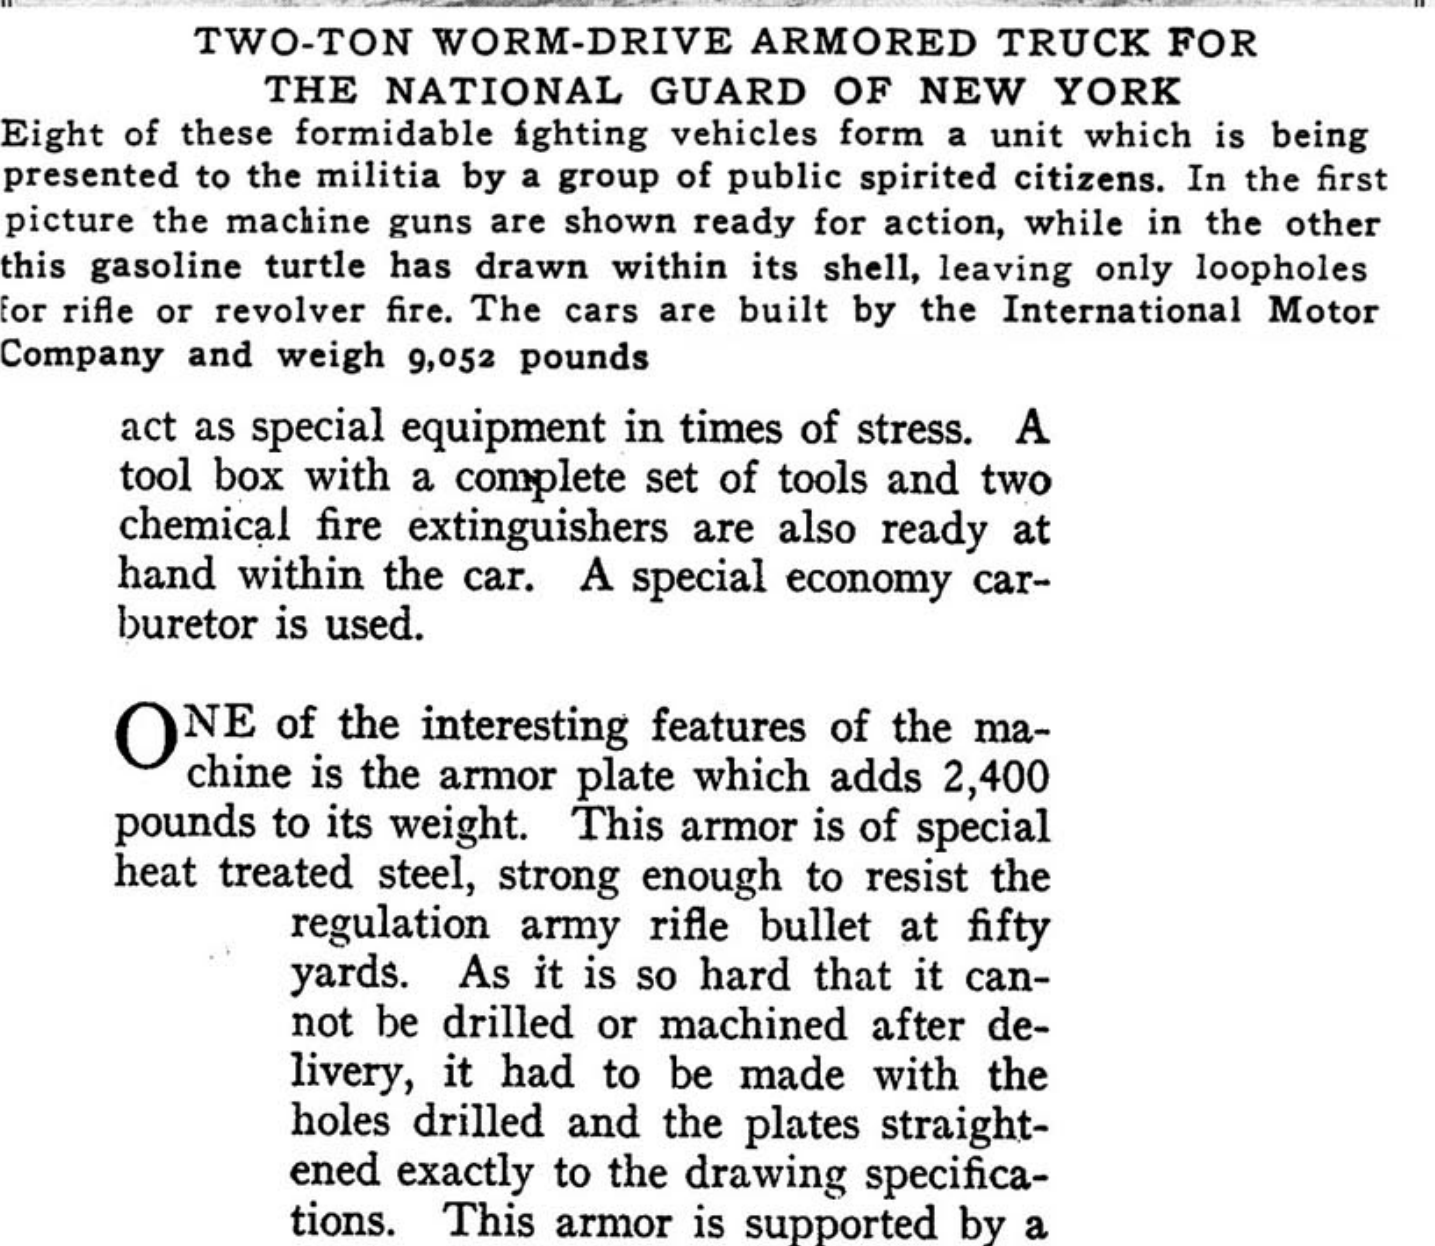 TWO-TON WORM-DRIVE ARMORED TRUCK FOR
THE NATIONAL GUARD OF NEW YORK
Eight of these formidable fighting vehicles form a unit which is being
presented to the militia by a group of public spirited citizens. In the first
picture the machine guns are shown ready for action, while in the other
this gasoline turtle has drawn within its shell, leaving only loopholes
for rifle or revolver fire. The cars are built by the International Motor
Company and weigh 9,052 pounds
act as special equipment in times of stress. A
tool box with a complete set of tools and two
chemical fire extinguishers are also ready at
hand within the car. A special economy car-
buretor is used.
ONE of the interesting features of the ma-
chine is the armor plate which adds 2,400
pounds to its weight. This armor is of special
heat treated steel, strong enough to resist the
regulation army rifle bullet at fifty
yards. As it is so hard that it can-
not be drilled or machined after de-
livery, it had to be made with the
holes drilled and the plates straight-
ened exactly to the drawing specifica-
tions. This armor is supported by a